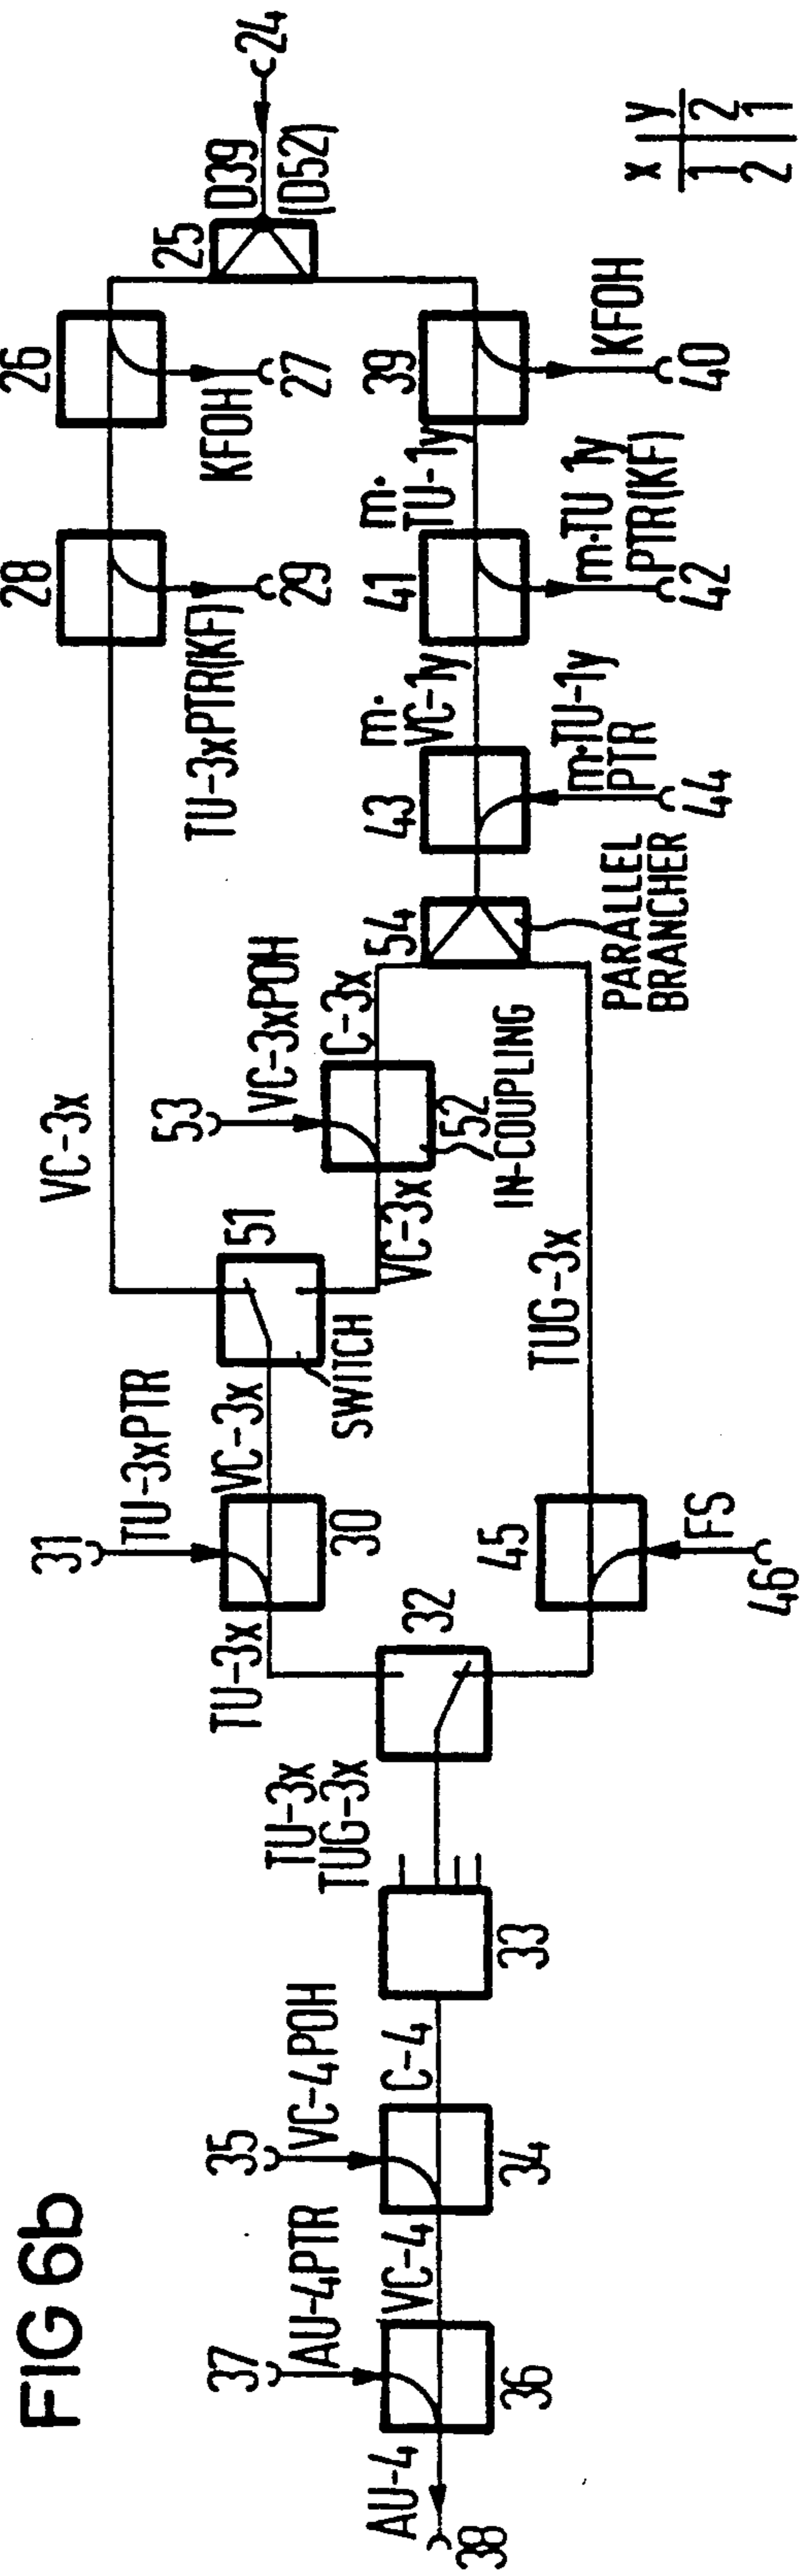 FIG 6b
38
AU-4
36
37
AU-4PTR
VC-4
34
35
VC-4POH
C-4
33
TU-3x
TUG-3x
32
TU-3x
30
31
TU-3xPTR
VC-3x
51
SWITCH
VC-3x
53
VC-3xPOH
VC-3x
52
IN-COUPLING
C-3x
54
PARALLEL
BRANCHER
45
46
FS
TUG-3x
28
29
TU-3xPTR(KF)
26
27
KFOH
25
D39
(D52)
24
43
44
m·TU-1y
PTR
m·
VC-1y
41
42
m·TU 1y
PTR(KF)
m·
TU-1y
39
40
KFOH
x y
1 2
2 1